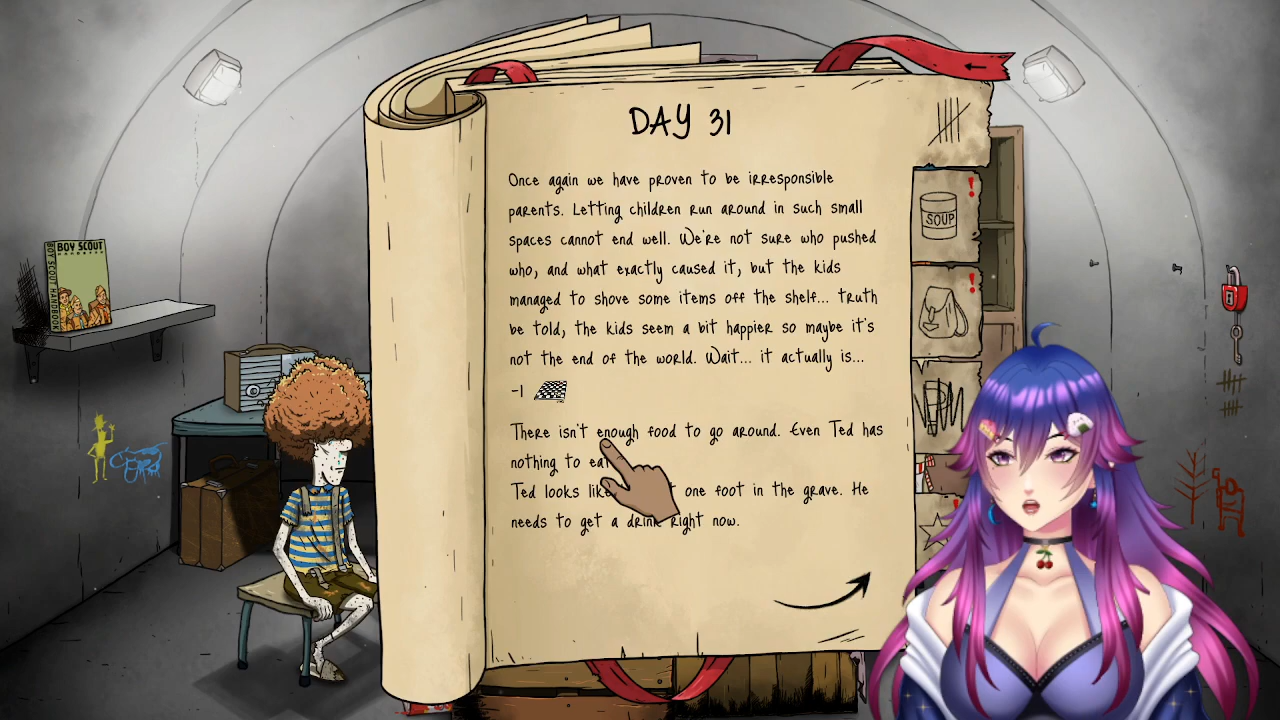 DAY 31
Once again we have proven to be irresponsible
parents. Letting children run around in such small
spaces cannot end well. We're not sure who pushed
who, and what exactly caused it, but the kids
managed to shove some items off the shelf... truth
be told, the kids seem a bit happier so maybe it's
not the end of the world. Wait... it actually is...
-1
There isn't enough food to go around. Even Ted has
nothing to eat
Ted looks like one foot in the grave. He
needs to get a drink right now.
SOUP
!
!
BOY SCOUT
BOY SCOUT HANDBOOK